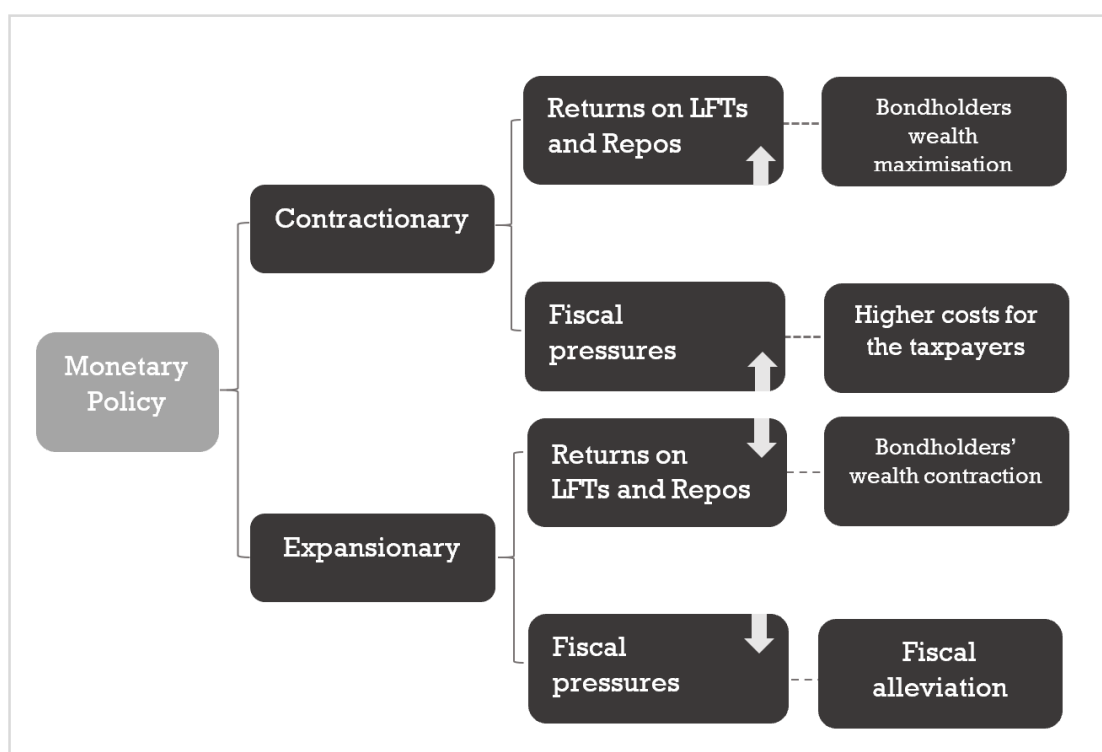 Returns on LFTs
and Repos
Bondholders
wealth
maximisation
Contractionary
Fiscal
pressures
Higher costs for
the taxpayers
Monetary
Policy
Returns on
LFTs and Repos
Bondholders’
wealth contraction
Expansionary
Fiscal
pressures
Fiscal
alleviation